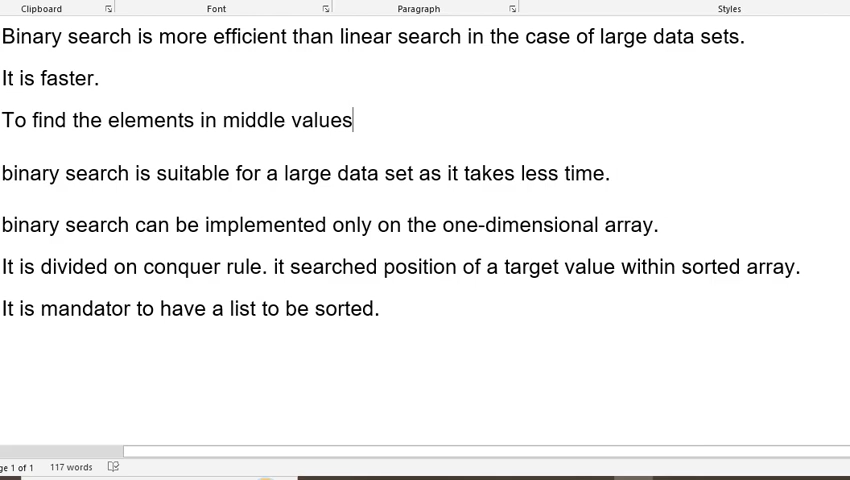 Clipboard Font Paragraph Styles
Binary search is more efficient than linear search in the case of large data sets.
It is faster.
To find the elements in middle values
binary search is suitable for a large data set as it takes less time.
binary search can be implemented only on the one-dimensional array.
It is divided on conquer rule. it searched position of a target value within sorted array.
It is mandator to have a list to be sorted.
ge 1 of 1 117 words